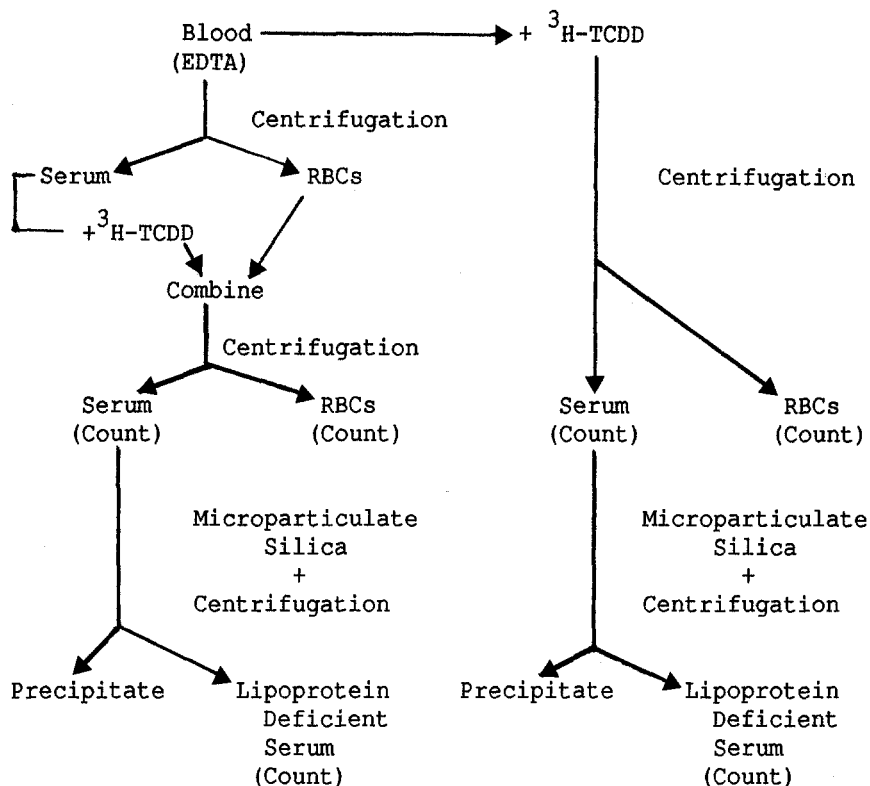 Blood
(EDTA)
+ ³H-TCDD
Centrifugation
Serum
RBCs
Centrifugation
+³H-TCDD
Combine
Centrifugation
Serum
(Count)
RBCs
(Count)
Serum
(Count)
RBCs
(Count)
Microparticulate
Silica
+
Centrifugation
Microparticulate
Silica
+
Centrifugation
Precipitate
Lipoprotein
Deficient
Serum
(Count)
Precipitate
Lipoprotein
Deficient
Serum
(Count)